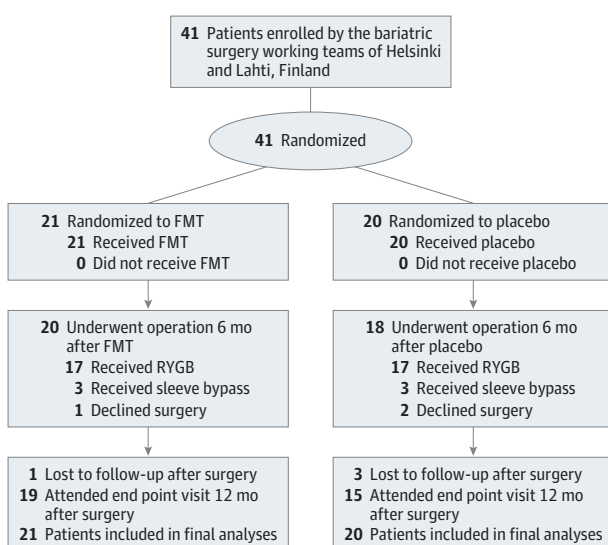 41 Patients enrolled by the bariatric
surgery working teams of Helsinki
and Lahti, Finland
41 Randomized
21 Randomized to FMT
21 Received FMT
0 Did not receive FMT
20 Randomized to placebo
20 Received placebo
0 Did not receive placebo
20 Underwent operation 6 mo
after FMT
17 Received RYGB
3 Received sleeve bypass
1 Declined surgery
18 Underwent operation 6 mo
after placebo
17 Received RYGB
3 Received sleeve bypass
2 Declined surgery
1 Lost to follow-up after surgery
19 Attended end point visit 12 mo
after surgery
21 Patients included in final analyses
3 Lost to follow-up after surgery
15 Attended end point visit 12 mo
after surgery
20 Patients included in final analyses